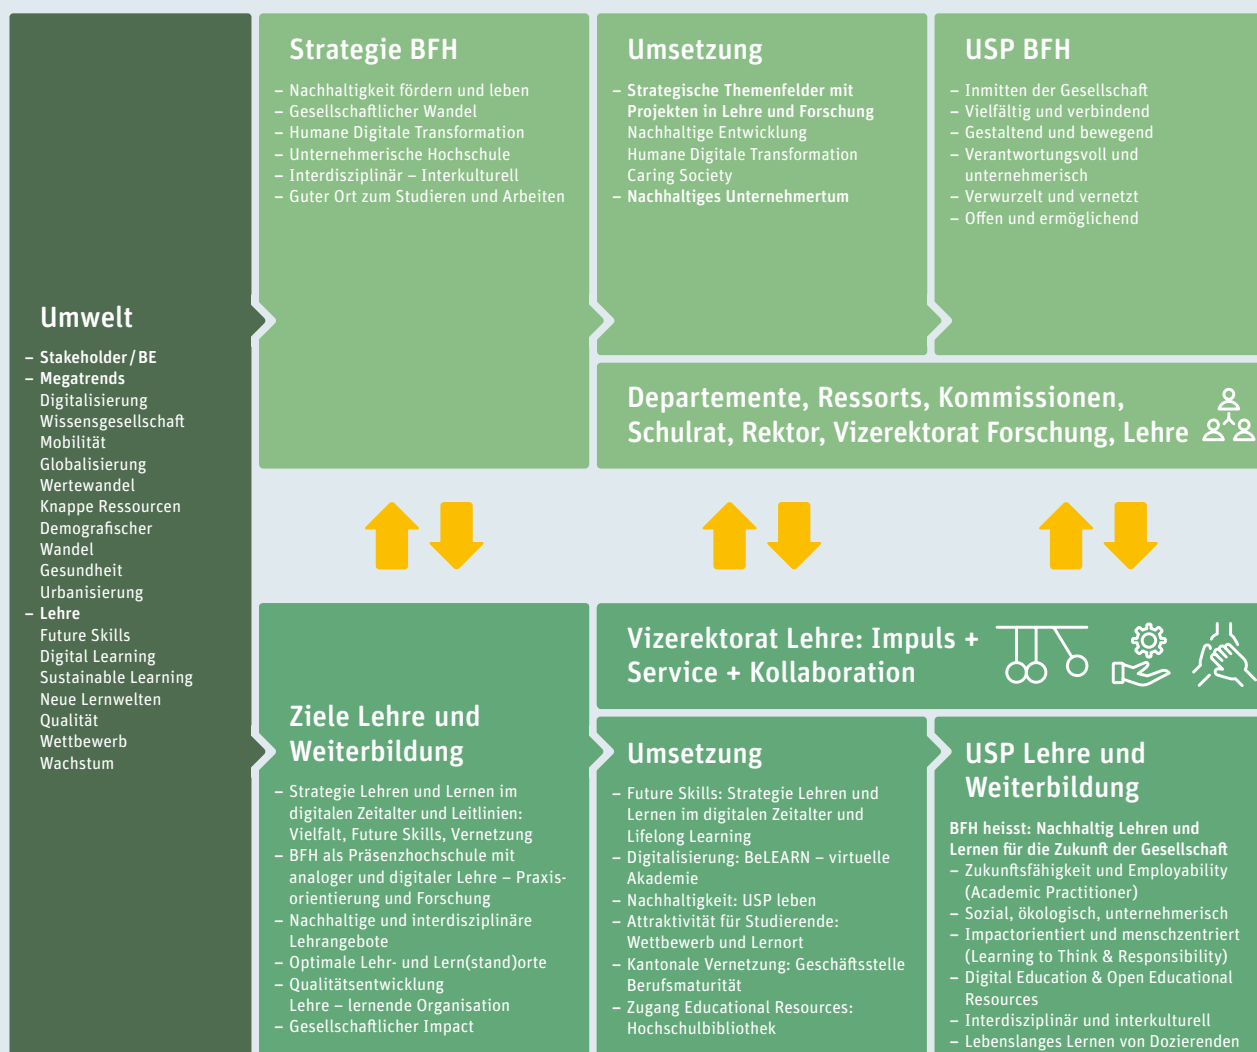 Umwelt
– Stakeholder / BE
– Megatrends
Digitalisierung
Wissensgesellschaft
Mobilität
Globalisierung
Wertewandel
Knappe Ressourcen
Demografischer
Wandel
Gesundheit
Urbanisierung
– Lehre
Future Skills
Digital Learning
Sustainable Learning
Neue Lernwelten
Qualität
Wettbewerb
Wachstum
Strategie BFH
– Nachhaltigkeit fördern und leben
– Gesellschaftlicher Wandel
– Humane Digitale Transformation
– Unternehmerische Hochschule
– Interdisziplinär – Interkulturell
– Guter Ort zum Studieren und Arbeiten
Umsetzung
– Strategische Themenfelder mit
Projekten in Lehre und Forschung
Nachhaltige Entwicklung
Humane Digitale Transformation
Caring Society
– Nachhaltiges Unternehmertum
USP BFH
– Inmitten der Gesellschaft
– Vielfältig und verbindend
– Gestaltend und bewegend
– Verantwortungsvoll und
unternehmerisch
– Verwurzelt und vernetzt
– Offen und ermöglichend
Departemente, Ressorts, Kommissionen,
Schulrat, Rektor, Vizerektorat Forschung, Lehre
Ziele Lehre und
Weiterbildung
– Strategie Lehren und Lernen im
digitalen Zeitalter und Leitlinien:
Vielfalt, Future Skills, Vernetzung
– BFH als Präsenzhochschule mit
analoger und digitaler Lehre – Praxis-
orientierung und Forschung
– Nachhaltige und interdisziplinäre
Lehrangebote
– Optimale Lehr- und Lern(stand)orte
– Qualitätsentwicklung
Lehre – lernende Organisation
– Gesellschaftlicher Impact
Vizerektorat Lehre: Impuls +
Service + Kollaboration
Umsetzung
– Future Skills: Strategie Lehren und
Lernen im digitalen Zeitalter und
Lifelong Learning
– Digitalisierung: BeLEARN – virtuelle
Akademie
– Nachhaltigkeit: USP leben
– Attraktivität für Studierende:
Wettbewerb und Lernort
– Kantonale Vernetzung: Geschäftsstelle
Berufsmaturität
– Zugang Educational Resources:
Hochschulbibliothek
USP Lehre und
Weiterbildung
BFH heisst: Nachhaltig Lehren und
Lernen für die Zukunft der Gesellschaft
– Zukunftsfähigkeit und Employability
(Academic Practitioner)
– Sozial, ökologisch, unternehmerisch
– Impactorientiert und menschzentriert
(Learning to Think & Responsibility)
– Digital Education & Open Educational
Resources
– Interdisziplinär und interkulturell
– Lebenslanges Lernen von Dozierenden